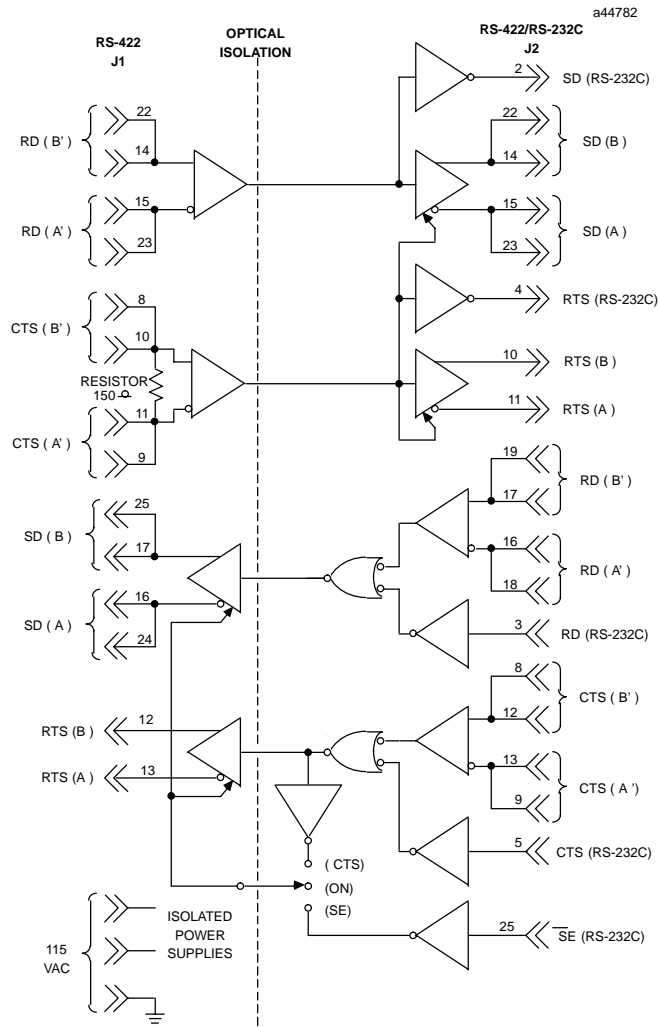 a44782
RS-422
J1
OPTICAL
ISOLATION
RS-422/RS-232C
J2
2
SD (RS-232C)
22
RD ( B' )
14
22
SD (B)
14
15
RD ( A' )
23
15
SD (A )
23
8
CTS ( B' )
10
4
RTS (RS-232C)
RESISTOR
150
10
RTS (B )
11
CTS ( A' )
9
11
RTS (A )
19
RD ( B' )
17
25
SD ( B )
17
16
RD ( A' )
18
16
SD ( A )
24
3
RD (RS-232C)
8
CTS ( B' )
12
12
RTS (B )
13
RTS (A )
13
CTS ( A ' )
9
5
CTS (RS-232C)
( CTS)
(ON)
(SE)
25
SE (RS-232C)
115
VAC
ISOLATED
POWER
SUPPLIES